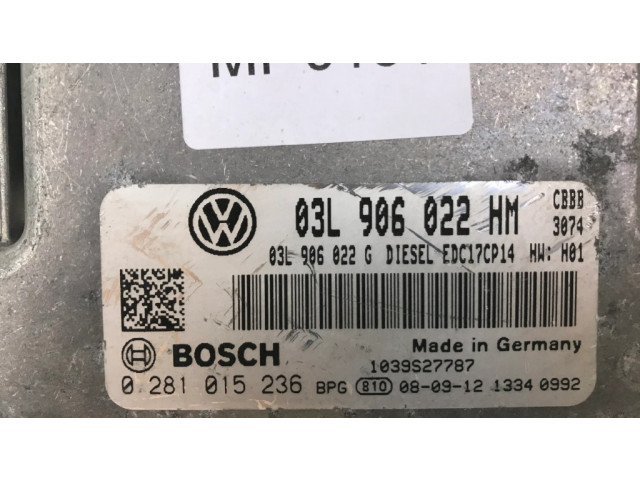 03L 906 022 HM CBBB
3074
03L 906 022 G DIESEL EDC17CP14 HW: H01
BOSCH Made in Germany
1039S27787
0 281 015 236 BPG 810 08-09-12 1334 0992